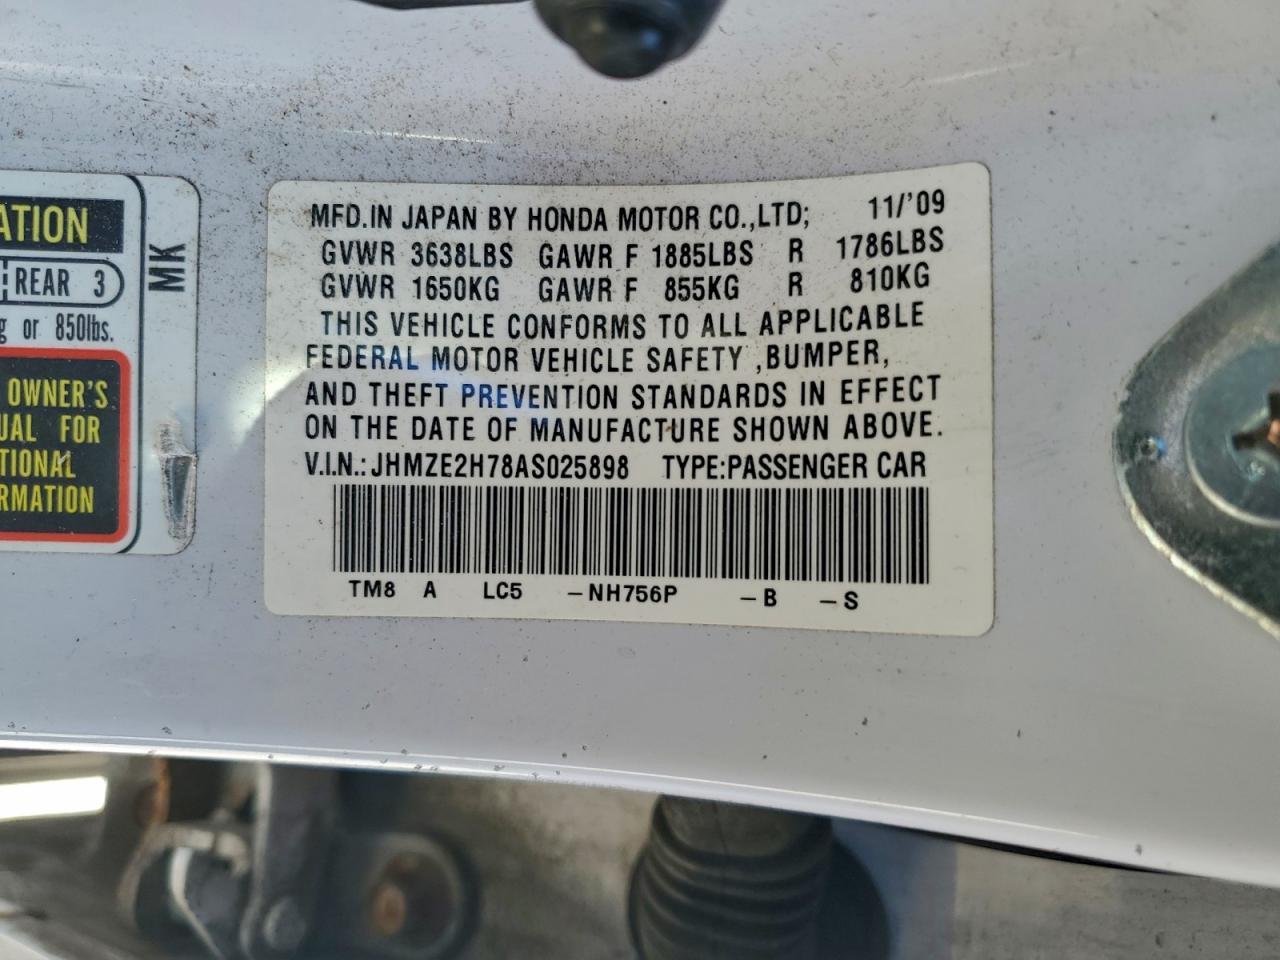 ATION
REAR 3
g or 850lbs.
OWNER'S
UAL FOR
TIONAL
RMATION
MK
MFD.IN JAPAN BY HONDA MOTOR CO.,LTD; 11/'09
GVWR 3638LBS GAWR F 1885LBS R 1786LBS
GVWR 1650KG GAWR F 855KG R 810KG
THIS VEHICLE CONFORMS TO ALL APPLICABLE
FEDERAL MOTOR VEHICLE SAFETY ,BUMPER,
AND THEFT PREVENTION STANDARDS IN EFFECT
ON THE DATE OF MANUFACTURE SHOWN ABOVE.
V.I.N.: JHMZE2H78AS025898 TYPE:PASSENGER CAR
TM8 A LC5 -NH756P -B -S